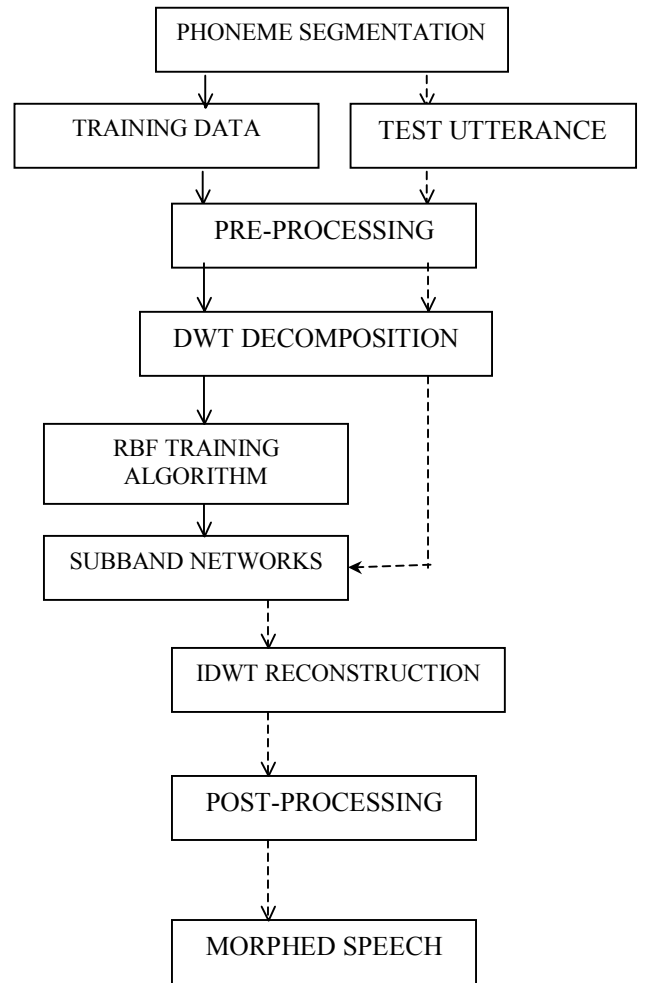 PHONEME SEGMENTATION
TRAINING DATA
TEST UTTERANCE
PRE-PROCESSING
DWT DECOMPOSITION
RBF TRAINING
ALGORITHM
SUBBAND NETWORKS
IDWT RECONSTRUCTION
POST-PROCESSING
MORPHED SPEECH